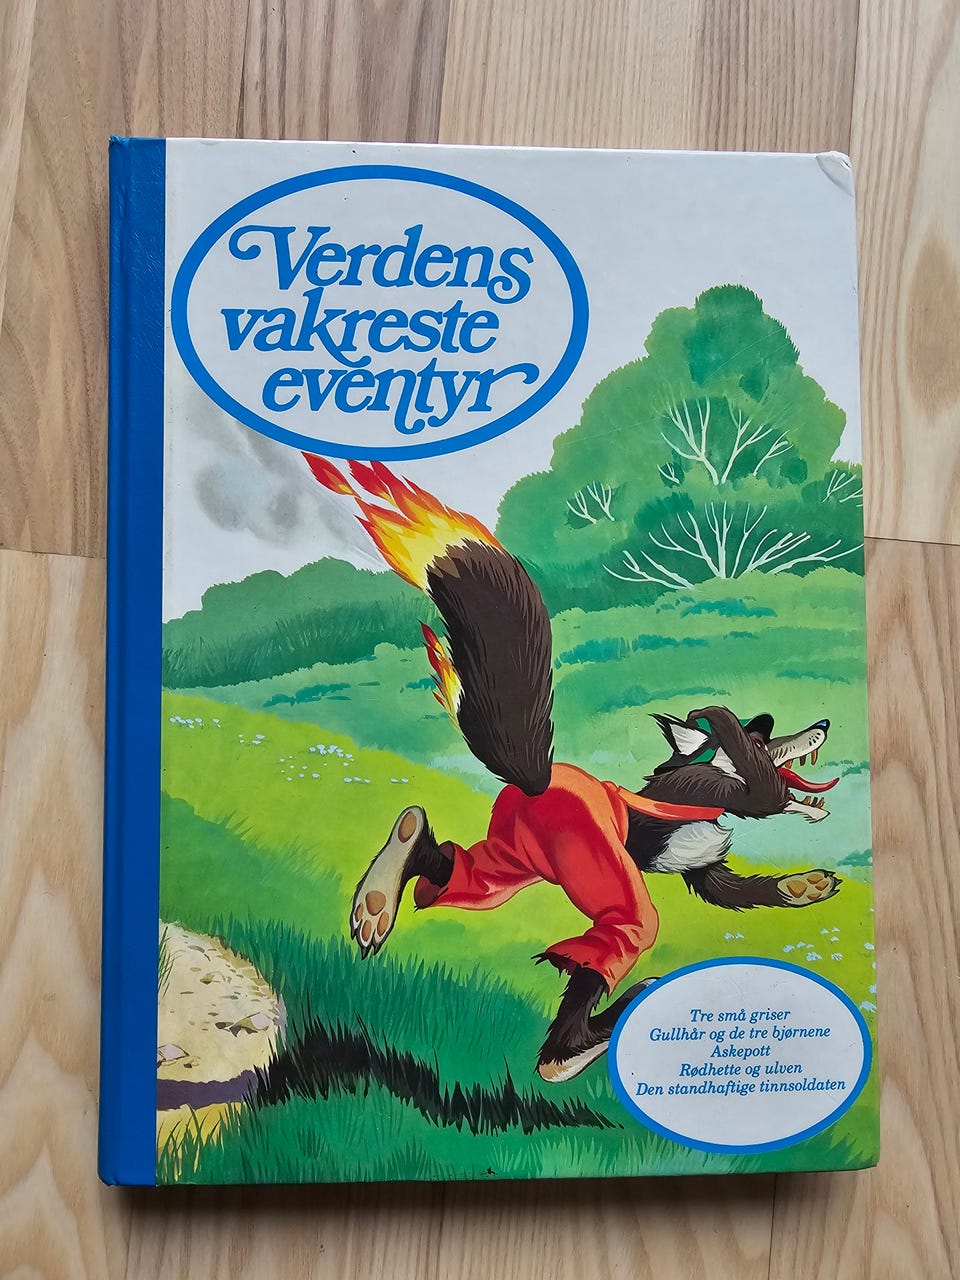 Verdens
vakreste
eventyr
Tre små griser
Gullhår og de tre bjørnene
Askepott
Rødhette og ulven
Den standhaftige tinnsoldaten